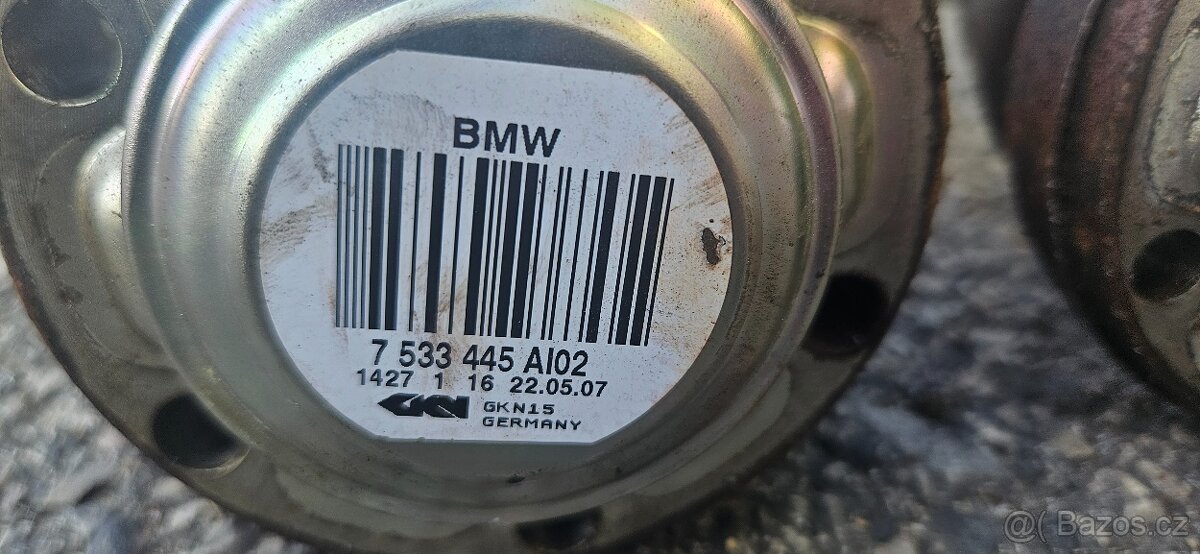 BMW
7 533 445 AI02
1427 1 16 22.05.07
GKN GKN15
GERMANY
@( Bazos.cz